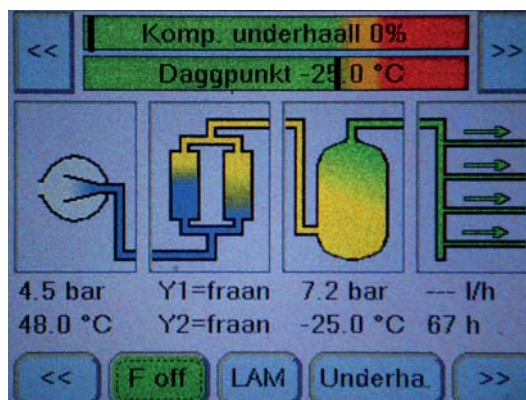 << Komp. underhaall 0% >>
Daggpunkt -25.0 °C
4.5 bar Y1=fraan 7.2 bar --- l/h
48.0 °C Y2=fraan -25.0 °C 67 h
<< F off LAM Underha. >>